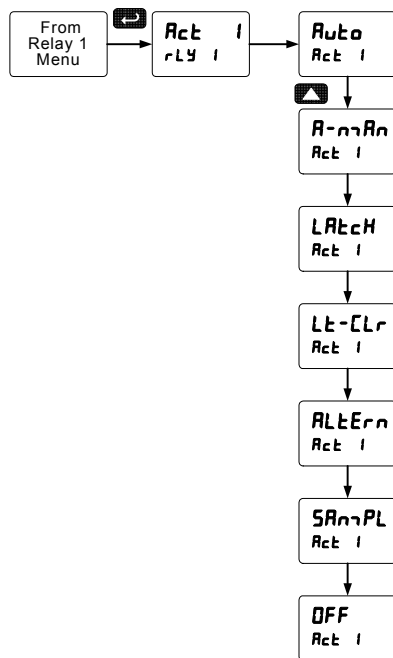 From
Relay 1
Menu
Act 1
rLY 1
Auto
Act 1
A-mAn
Act 1
LAtcH
Act 1
Lt-CLr
Act 1
ALtErn
Act 1
SAmPL
Act 1
OFF
Act 1